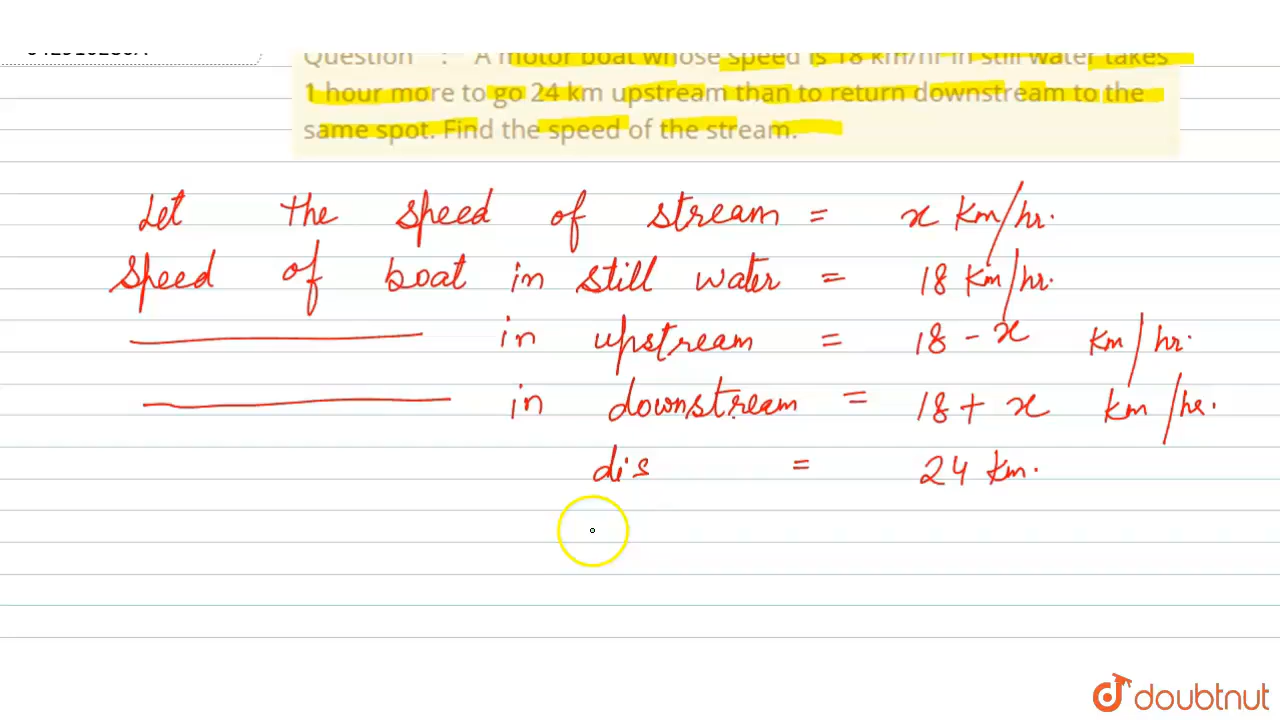 Question : A motor boat whose speed is 18 km/hr in still water takes
1 hour more to go 24 km upstream than to return downstream to the
same spot. Find the speed of the stream.
Let the speed of stream = x km/hr.
Speed of boat in still water = 18 km/hr.
in upstream = 18 - x km/hr.
in downstream = 18 + x km/hr.
dis = 24 km.
doubtnut